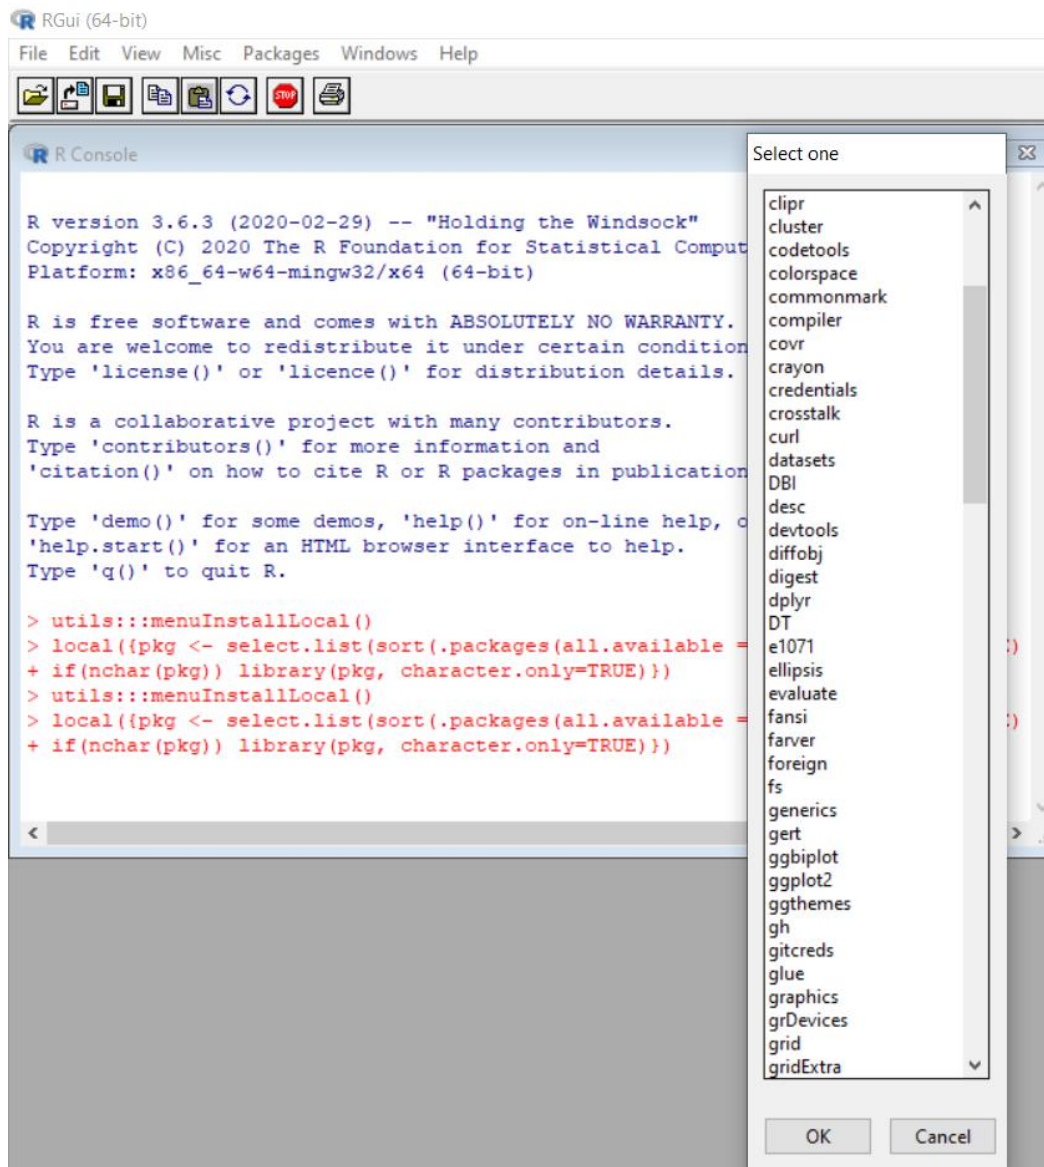 RGui (64-bit)
File Edit View Misc Packages Windows Help
STOP
R Console
R version 3.6.3 (2020-02-29) -- "Holding the Windsock"
Copyright (C) 2020 The R Foundation for Statistical Comput
Platform: x86_64-w64-mingw32/x64 (64-bit)
R is free software and comes with ABSOLUTELY NO WARRANTY.
You are welcome to redistribute it under certain condition
Type 'license()' or 'licence()' for distribution details.
R is a collaborative project with many contributors.
Type 'contributors()' for more information and
'citation()' on how to cite R or R packages in publication
Type 'demo()' for some demos, 'help()' for on-line help, o
'help.start()' for an HTML browser interface to help.
Type 'q()' to quit R.
> utils:::menuInstallLocal()
> local({pkg <- select.list(sort(.packages(all.available =
+ if(nchar(pkg)) library(pkg, character.only=TRUE)})
> utils:::menuInstallLocal()
> local({pkg <- select.list(sort(.packages(all.available =
+ if(nchar(pkg)) library(pkg, character.only=TRUE)})
Select one
clipr
cluster
codetools
colorspace
commonmark
compiler
covr
crayon
credentials
crosstalk
curl
datasets
DBI
desc
devtools
diffobj
digest
dplyr
DT
e1071
ellipsis
evaluate
fansi
farver
foreign
fs
generics
gert
ggbiplot
ggplot2
ggthemes
gh
gitcreds
glue
graphics
grDevices
grid
gridExtra
OK Cancel